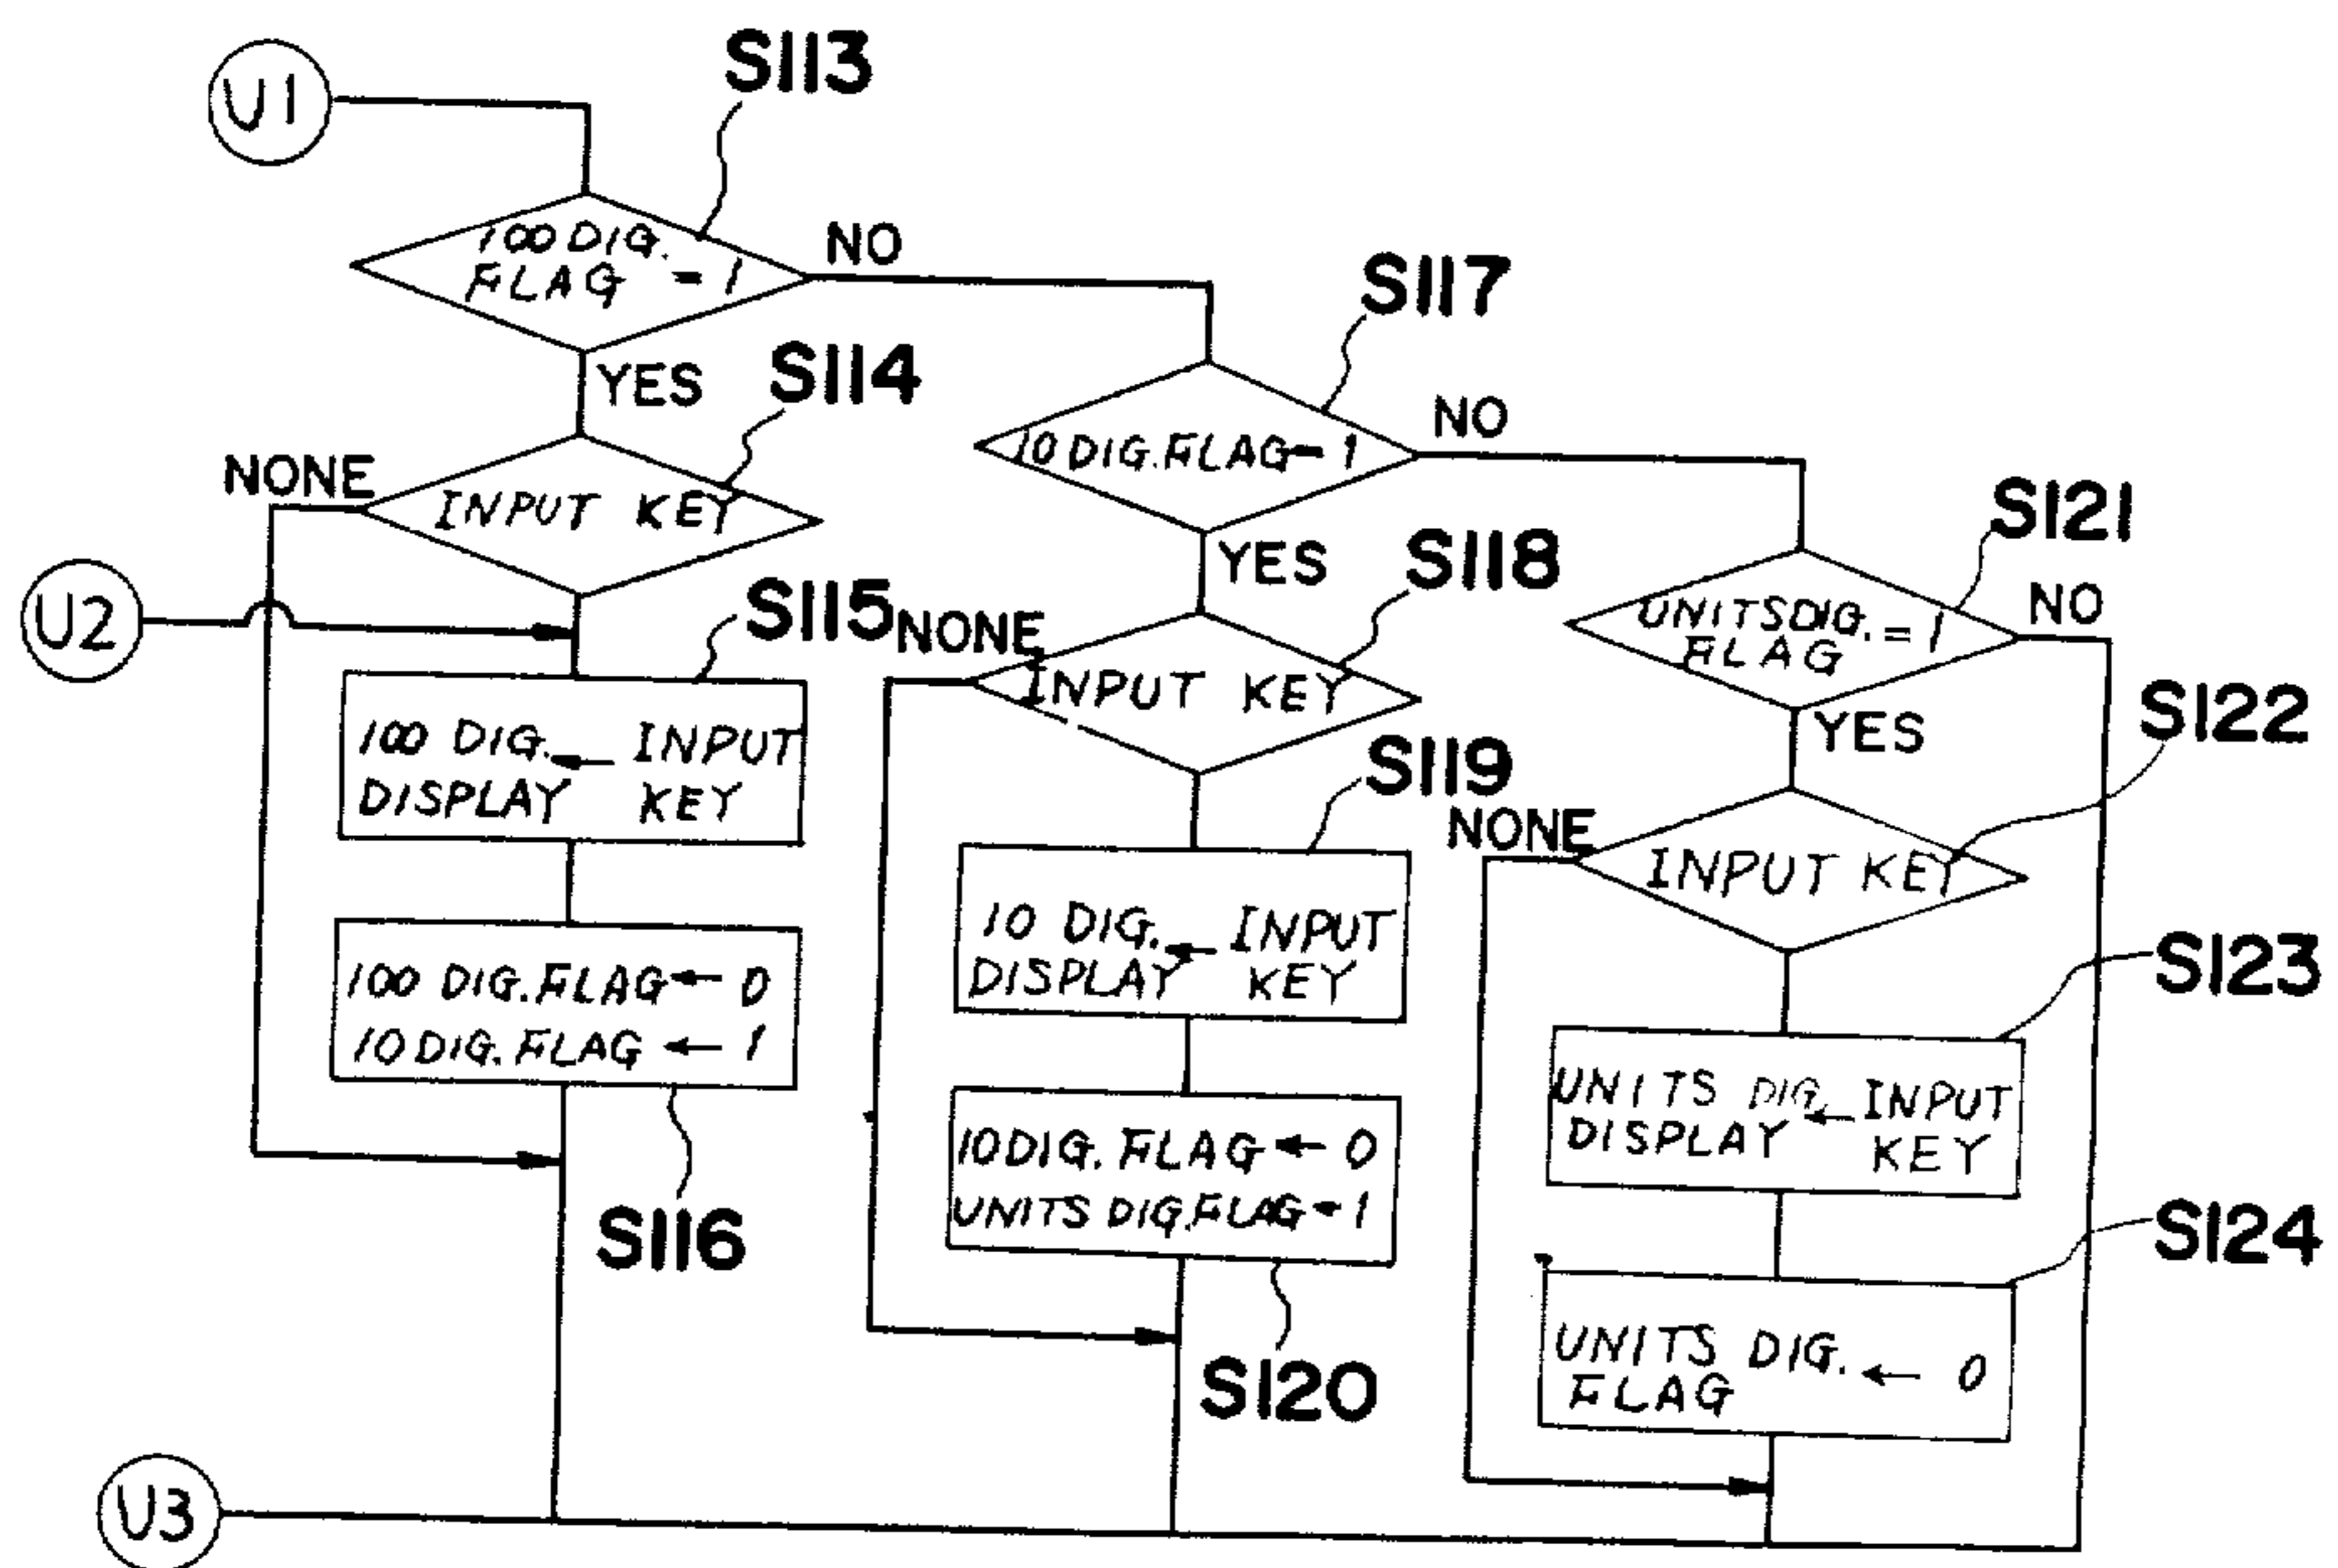 U1
S113
100 DIG.
FLAG = 1
NO
YES
S114
NONE
INPUT KEY
U2
S115
100 DIG. ← INPUT
DISPLAY KEY
100 DIG. FLAG ← 0
10 DIG. FLAG ← 1
S116
S117
10 DIG. FLAG = 1
NO
YES
S118
NONE
INPUT KEY
S119
10 DIG. ← INPUT
DISPLAY KEY
10 DIG. FLAG ← 0
UNITS DIG. FLAG ← 1
S120
S121
UNITS DIG. = 1
FLAG
NO
YES
S122
NONE
INPUT KEY
S123
UNITS DIG. ← INPUT
DISPLAY KEY
S124
UNITS DIG. ← 0
FLAG
U3